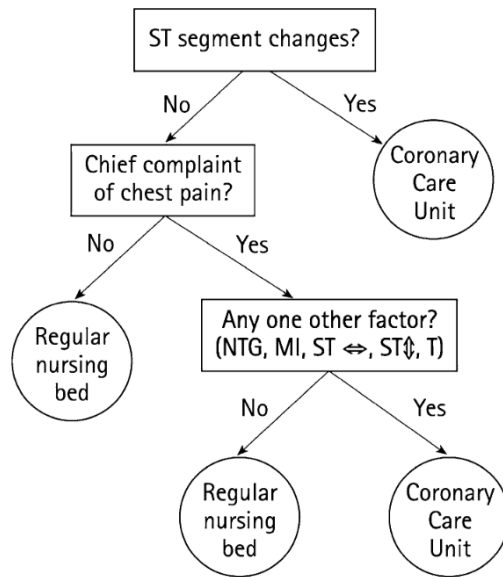 ST segment changes?
No
Yes
Chief complaint
of chest pain?
Coronary
Care
Unit
No
Yes
Regular
nursing
bed
Any one other factor?
(NTG, MI, ST ⇔, ST⇕, T)
No
Yes
Regular
nursing
bed
Coronary
Care
Unit